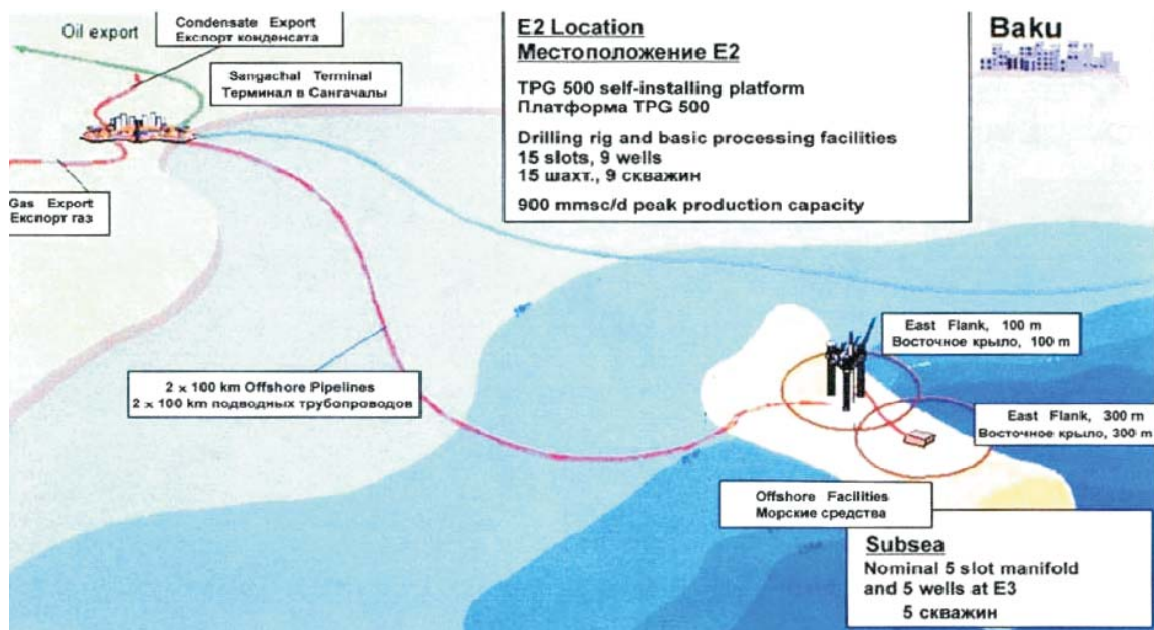 Oil export
Condensate Export
Експорт конденсата
Sangachal Terminal
Терминал в Сангачалы
Gas Export
Експорт газ
E2 Location
Местоположение E2
TPG 500 self-installing platform
Платформа TPG 500
Drilling rig and basic processing facilities
15 slots, 9 wells
15 шахт., 9 скважин
900 mmsc/d peak production capacity
Baku
2 x 100 km Offshore Pipelines
2 x 100 km подводных трубопроводов
East Flank, 100 m
Восточное крыло, 100 m
East Flank, 300 m
Восточное крыло, 300 m
Offshore Facilities
Морские средства
Subsea
Nominal 5 slot manifold
and 5 wells at E3
5 скважин